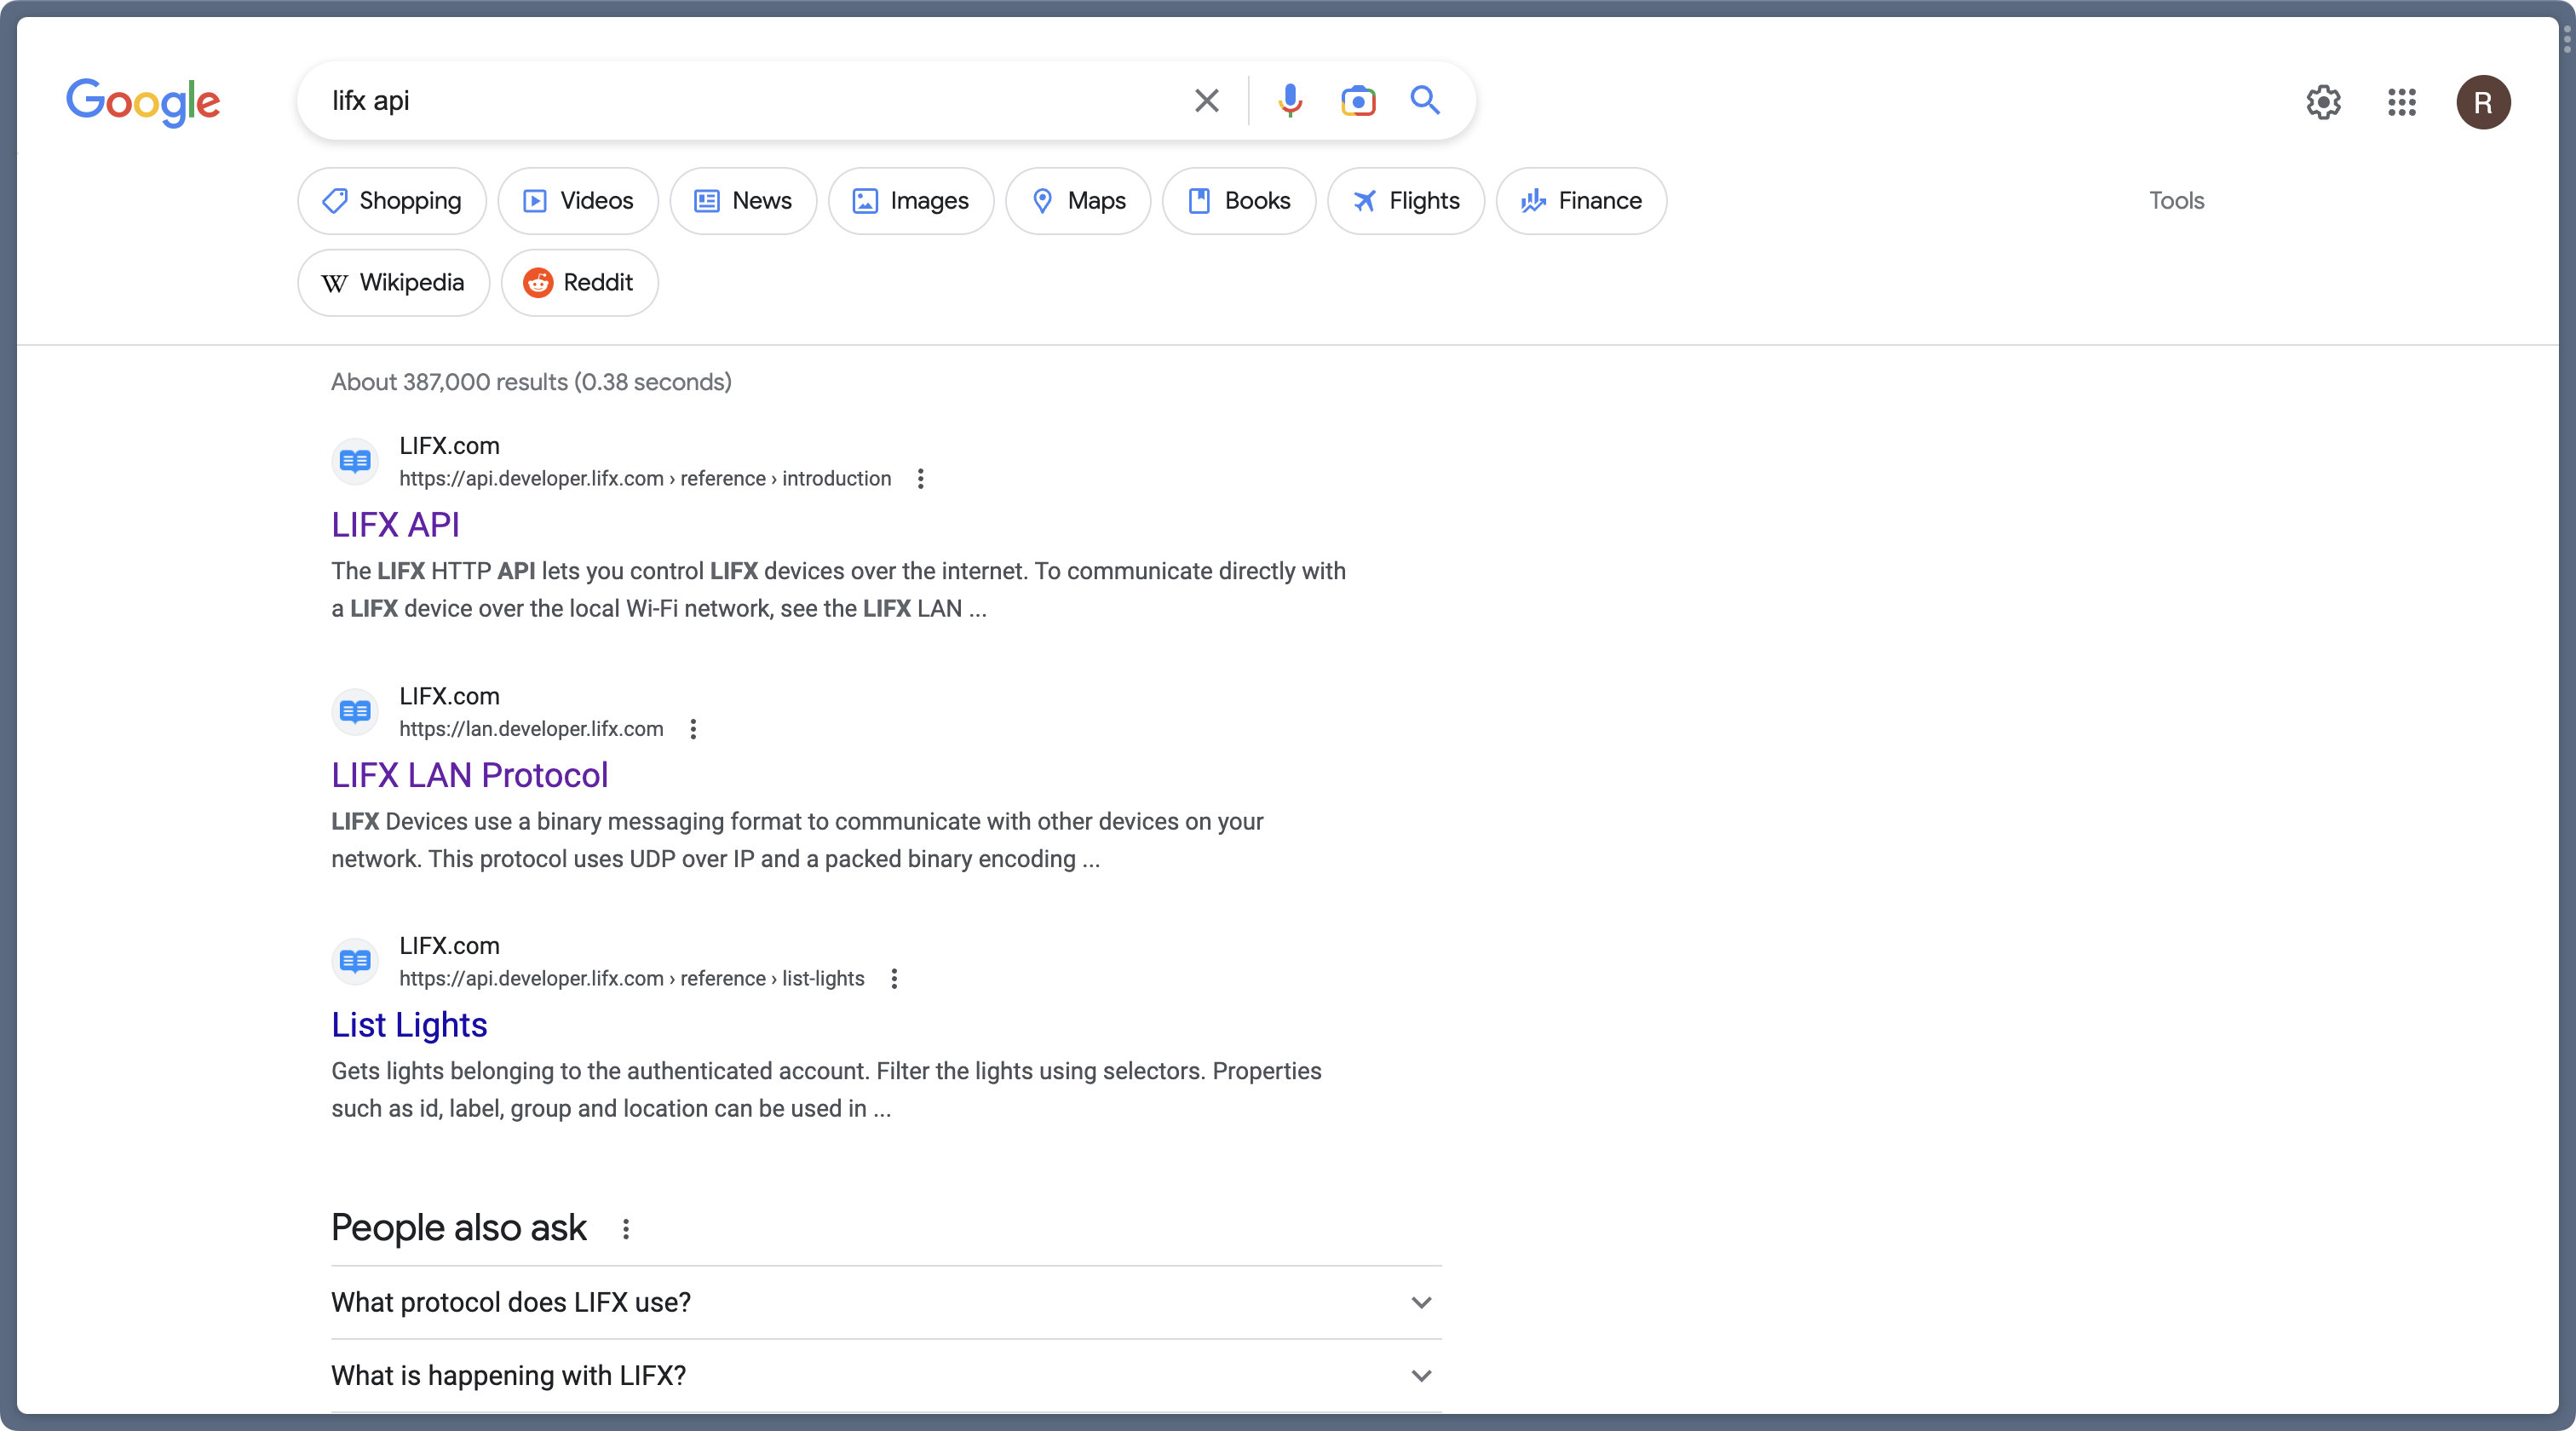 Google
lifx api
R
Shopping
Videos
News
Images
Maps
Books
Flights
Finance
Tools
Wikipedia
Reddit
About 387,000 results (0.38 seconds)
LIFX.com
https://api.developer.lifx.com › reference › introduction
LIFX API
The LIFX HTTP API lets you control LIFX devices over the internet. To communicate directly with
a LIFX device over the local Wi-Fi network, see the LIFX LAN ...
LIFX.com
https://lan.developer.lifx.com
LIFX LAN Protocol
LIFX Devices use a binary messaging format to communicate with other devices on your
network. This protocol uses UDP over IP and a packed binary encoding ...
LIFX.com
https://api.developer.lifx.com › reference › list-lights
List Lights
Gets lights belonging to the authenticated account. Filter the lights using selectors. Properties
such as id, label, group and location can be used in ...
People also ask
What protocol does LIFX use?
What is happening with LIFX?